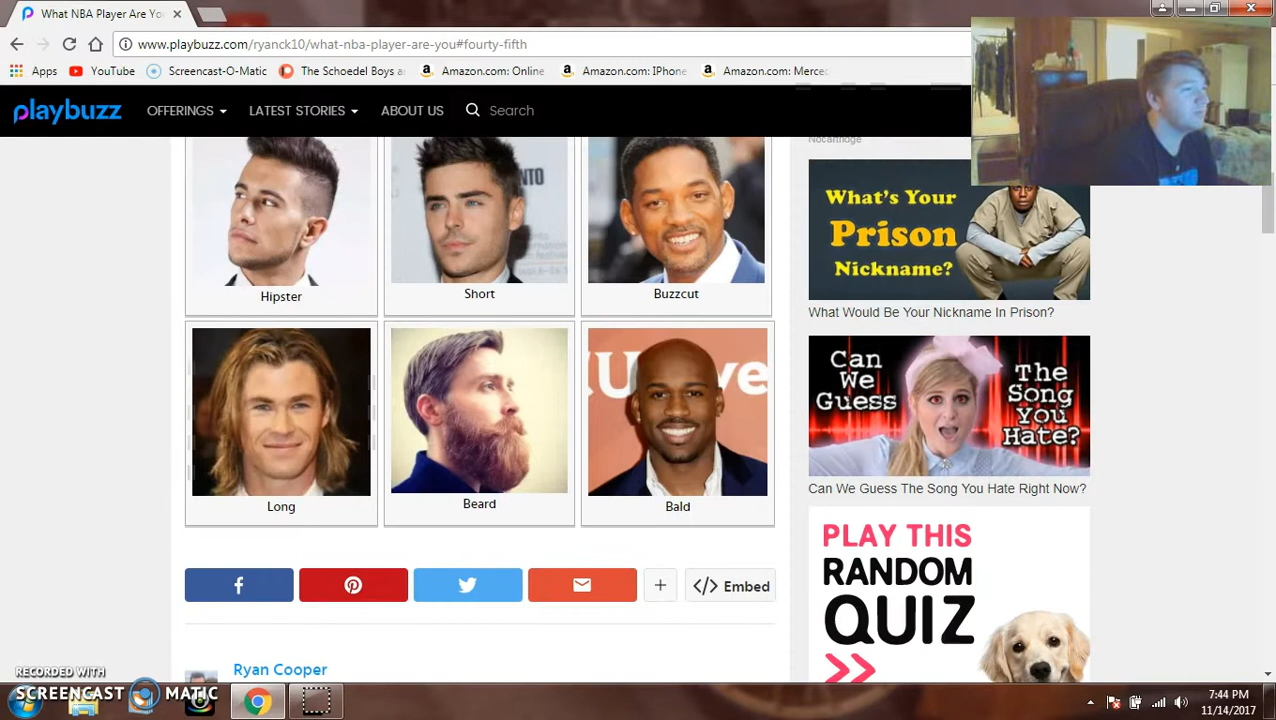 What NBA Player Are Yo
www.playbuzz.com/ryanck10/what-nba-player-are-you#fourty-fifth
Apps YouTube Screencast-O-Matic The Schoedel Boys a Amazon.com: Online Amazon.com: IPhone Amazon.com: Merce
playbuzz OFFERINGS LATEST STORIES ABOUT US Search
Nocartridge
NTO
Hipster Short Buzzcut
What's Your
Prison
Nickname?
What Would Be Your Nickname In Prison?
Long Beard Bald
Can We Guess
The Song You Hate?
Can We Guess The Song You Hate Right Now?
PLAY THIS
RANDOM
QUIZ
>>
f + </> Embed
Ryan Cooper
RECORDED WITH
SCREENCAST MATIC
7:44 PM
11/14/2017